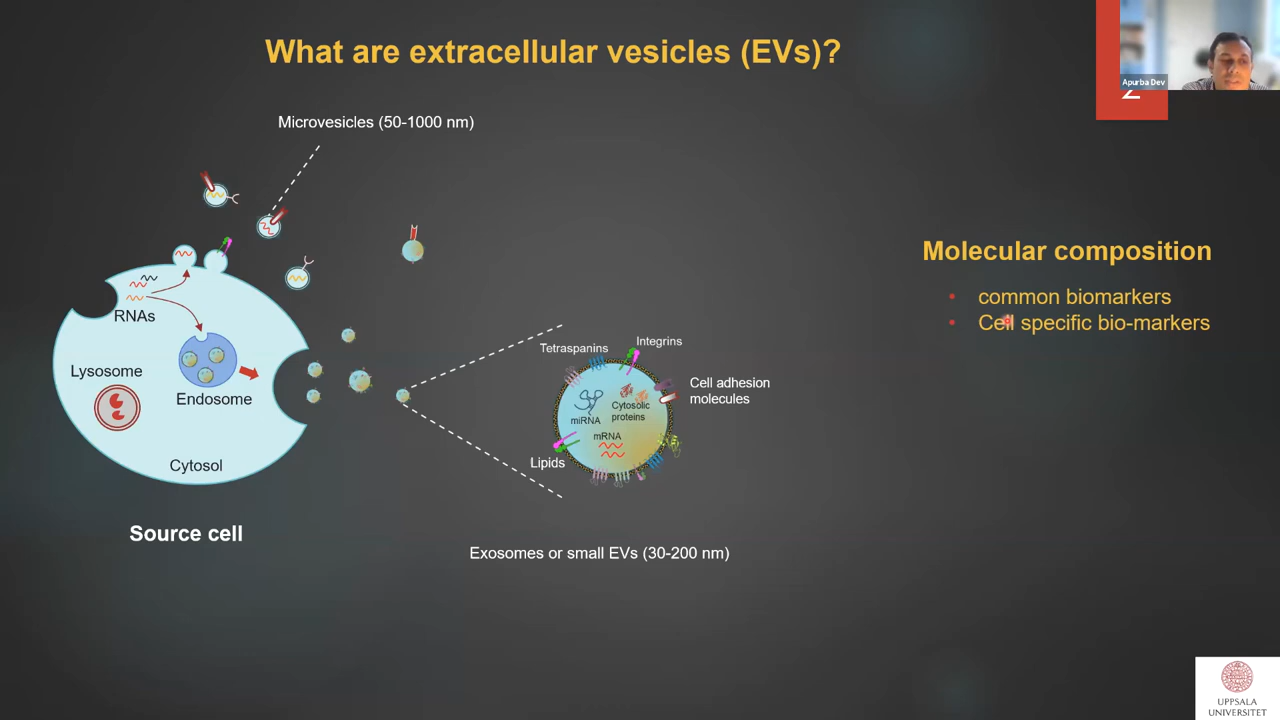 What are extracellular vesicles (EVs)?
Apurba Dev
2
Microvesicles (50-1000 nm)
Molecular composition
• common biomarkers
• Cell specific bio-markers
RNAs
Lysosome
Endosome
Cytosol
Source cell
Tetraspanins
Integrins
Cell adhesion
molecules
miRNA
Cytosolic
proteins
mRNA
Lipids
Exosomes or small EVs (30-200 nm)
UPPSALA
UNIVERSITET